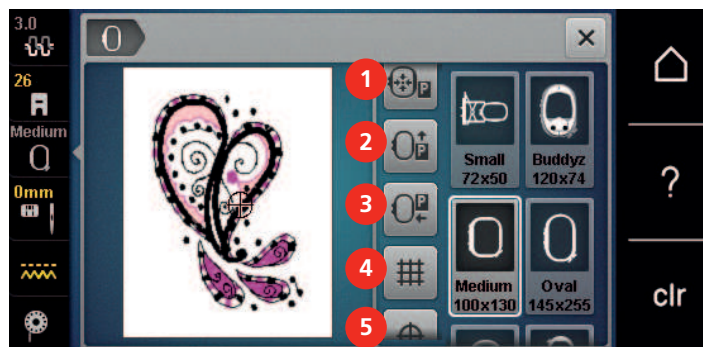 3.0
26
Medium
0mm
1
P
2
P
3
P
4
5
Small
72x50
Buddyz
120x74
Medium
100x130
Oval
145x255
?
clr